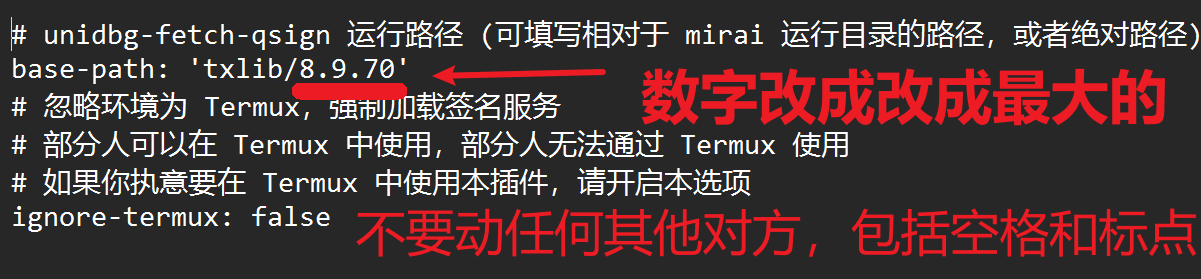 # unidbg-fetch-qsign 运行路径 (可填写相对于 mirai 运行目录的路径，或者绝对路径)
base-path: 'txlib/8.9.70'
数字改成改成最大的
# 忽略环境为 Termux，强制加载签名服务
# 部分人可以在 Termux 中使用，部分人无法通过 Termux 使用
# 如果你执意要在 Termux 中使用本插件，请开启本选项
ignore-termux: false
不要动任何其他对方，包括空格和标点